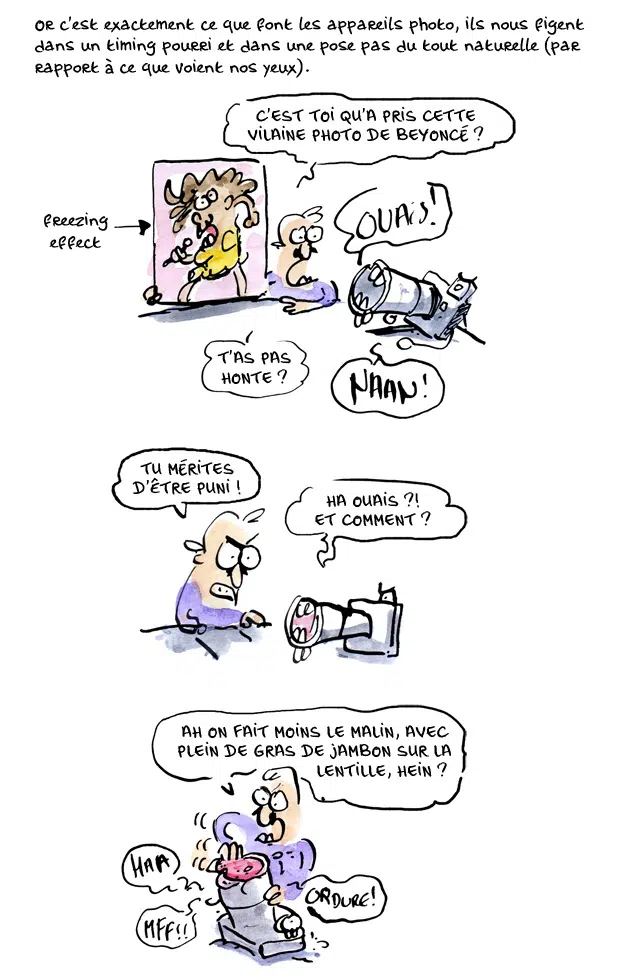 OR c'est exactement ce que font les appareils photo, ils nous figent
dans un timing pourri et dans une pose pas du tout naturelle (par
rapport à ce que voient nos yeux).
C'EST TOI QU'A PRIS CETTE
VILAINE PHOTO DE BEYONCÉ ?
freezing
effect
OUAIS!
T'AS PAS
HONTE ?
NAAN!
TU MÉRITES
D'ÊTRE PUNI !
HA OUAIS ?!
ET COMMENT ?
AH ON FAIT MOINS LE MALIN, AVEC
PLEIN DE GRAS DE JAMBON SUR LA
LENTILLE, HEIN ?
HAA
ORDURE!
MFF!!